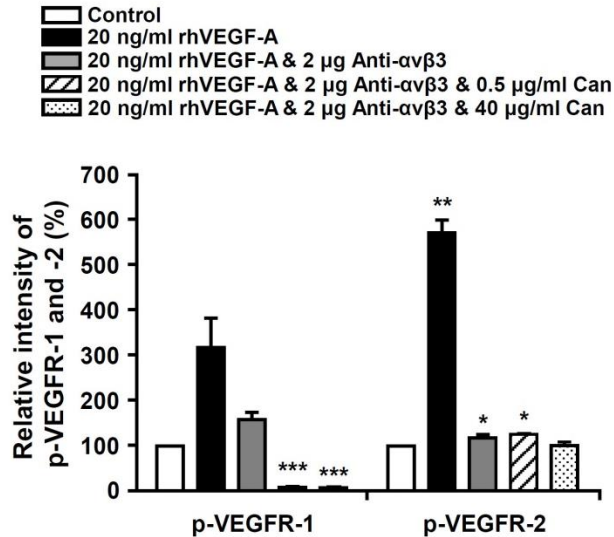 Control
20 ng/ml rhVEGF-A
20 ng/ml rhVEGF-A & 2 µg Anti-αvβ3
20 ng/ml rhVEGF-A & 2 µg Anti-αvβ3 & 0.5 µg/ml Can
20 ng/ml rhVEGF-A & 2 µg Anti-αvβ3 & 40 µg/ml Can
Relative intensity of
p-VEGFR-1 and -2 (%)
700
600
500
400
300
200
100
0
**
* *
*** ***
p-VEGFR-1 p-VEGFR-2